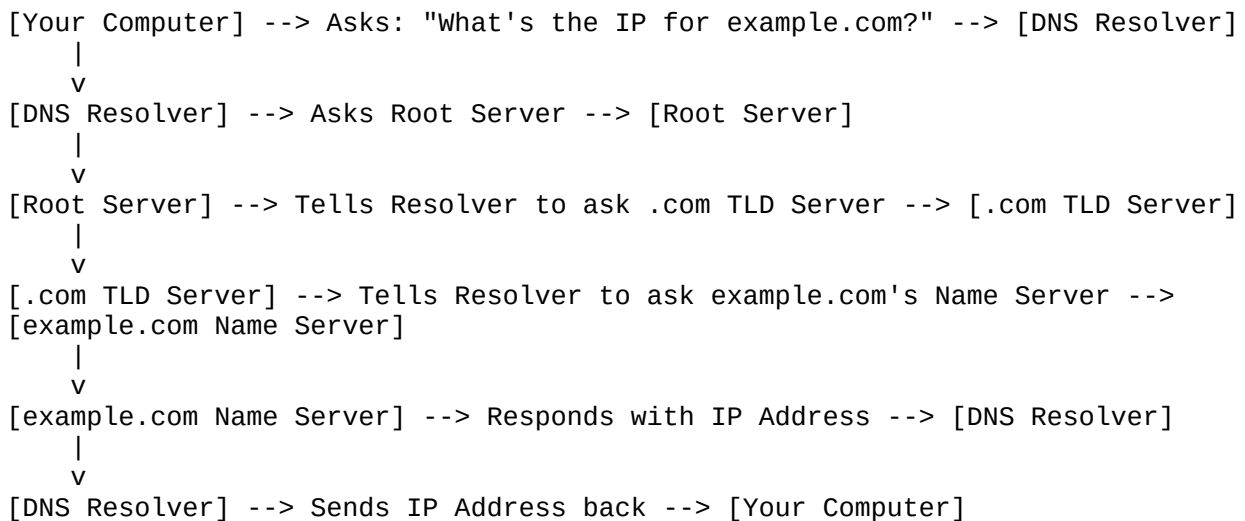 [Your Computer] --> Asks: "What's the IP for example.com?" --> [DNS Resolver]
|
v
[DNS Resolver] --> Asks Root Server --> [Root Server]
|
v
[Root Server] --> Tells Resolver to ask .com TLD Server --> [.com TLD Server]
|
v
[.com TLD Server] --> Tells Resolver to ask example.com's Name Server -->
[example.com Name Server]
|
v
[example.com Name Server] --> Responds with IP Address --> [DNS Resolver]
|
v
[DNS Resolver] --> Sends IP Address back --> [Your Computer]